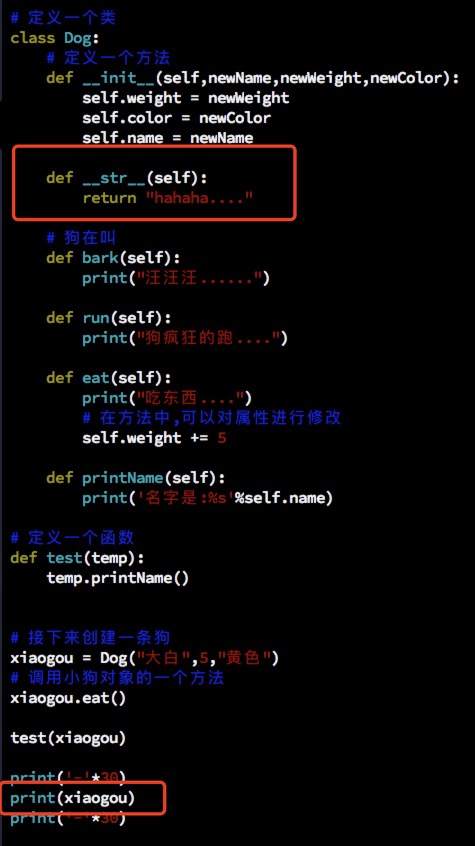 # 定义一个类
class Dog:
    # 定义一个方法
    def __init__(self,newName,newWeight,newColor):
        self.weight = newWeight
        self.color = newColor
        self.name = newName
    def __str__(self):
        return "hahaha...."
    # 狗在叫
    def bark(self):
        print("汪汪汪......")
    def run(self):
        print("狗疯狂的跑....")
    def eat(self):
        print("吃东西....")
        # 在方法中,可以对属性进行修改
        self.weight += 5
    def printName(self):
        print('名字是:%s'%self.name)
# 定义一个函数
def test(temp):
    temp.printName()
# 接下来创建一条狗
xiaogou = Dog("大白",5,"黄色")
# 调用小狗对象的一个方法
xiaogou.eat()
test(xiaogou)
print('-'*30)
print(xiaogou)
print('-'*30)